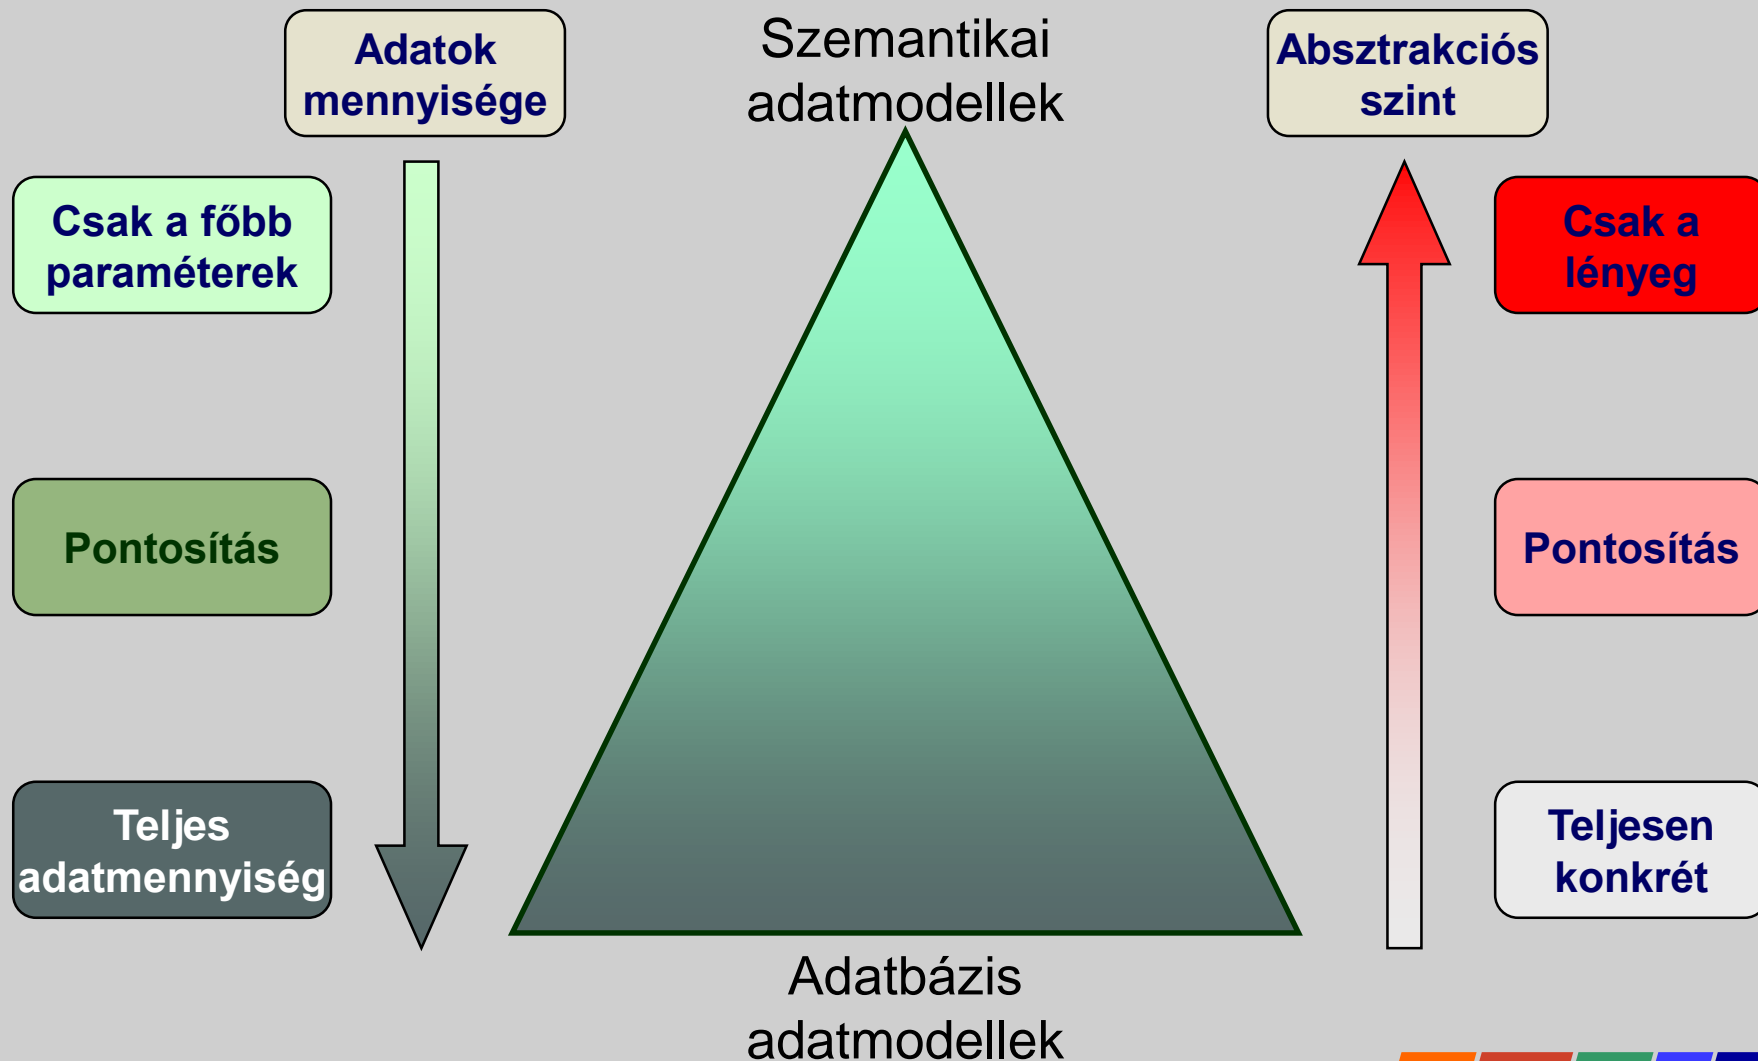 Adatok
mennyisége
Szemantikai
adatmodellek
Absztrakciós
szint
Csak a főbb
paraméterek
Csak a
lényeg
Pontosítás
Pontosítás
Teljes
adatmennyiség
Teljesen
konkrét
Adatbázis
adatmodellek